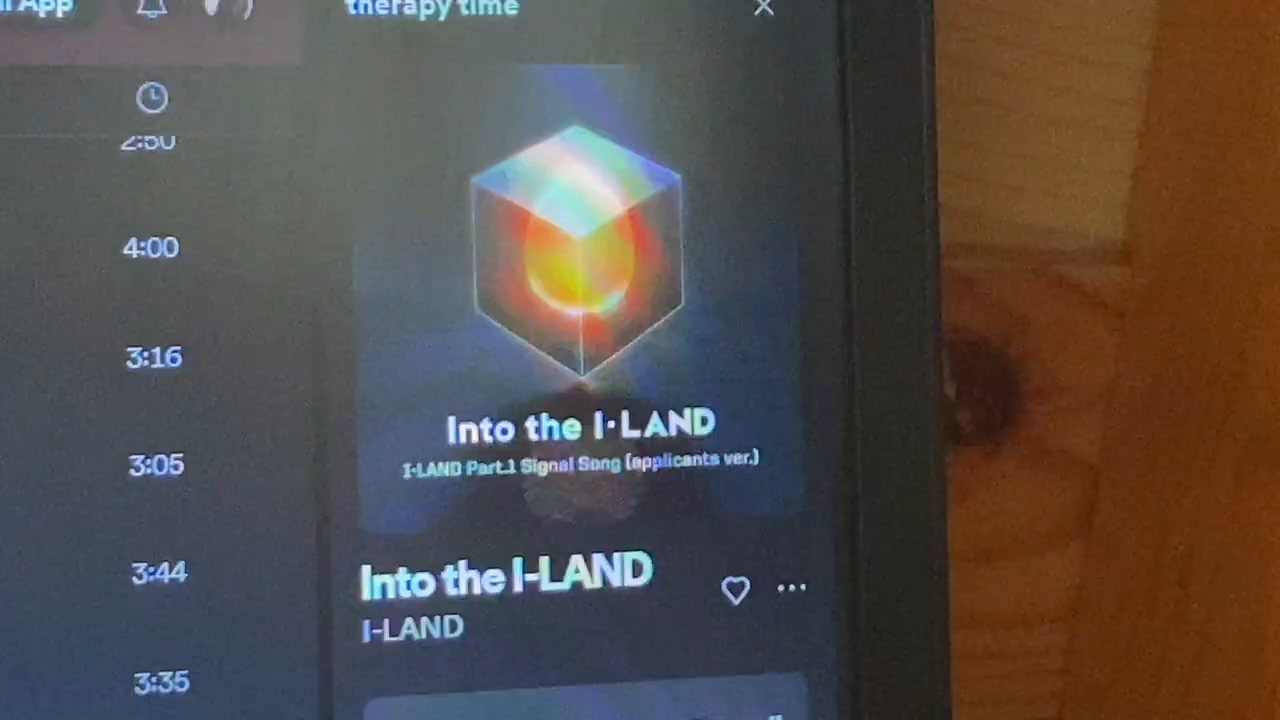 App
therapy time
2:50
4:00
3:16
3:05
3:44
3:35
Into the I·LAND
I·LAND Part.1 Signal Song (applicants ver.)
Into the I-LAND
I-LAND